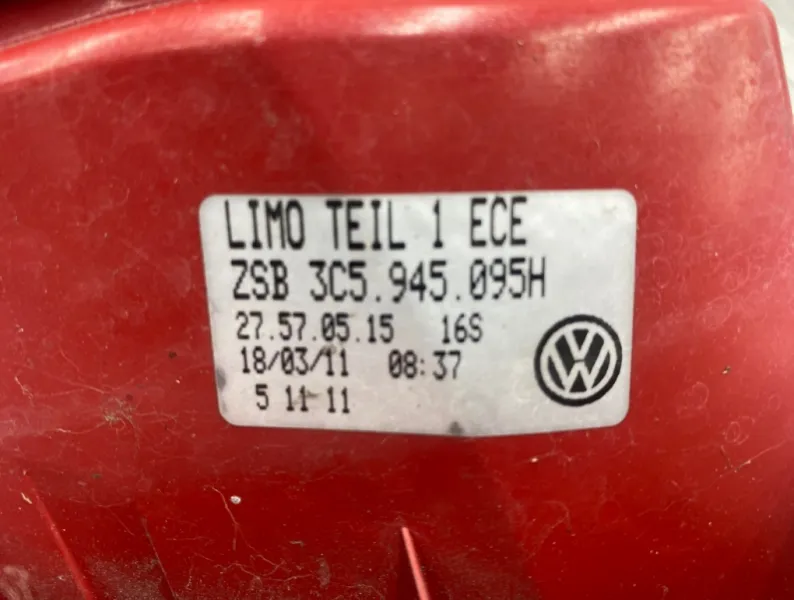 LIMO TEIL 1 ECE
ZSB 3C5.945.095H
27.57.05.15 16S
18/03/11 08:37
5 11 11